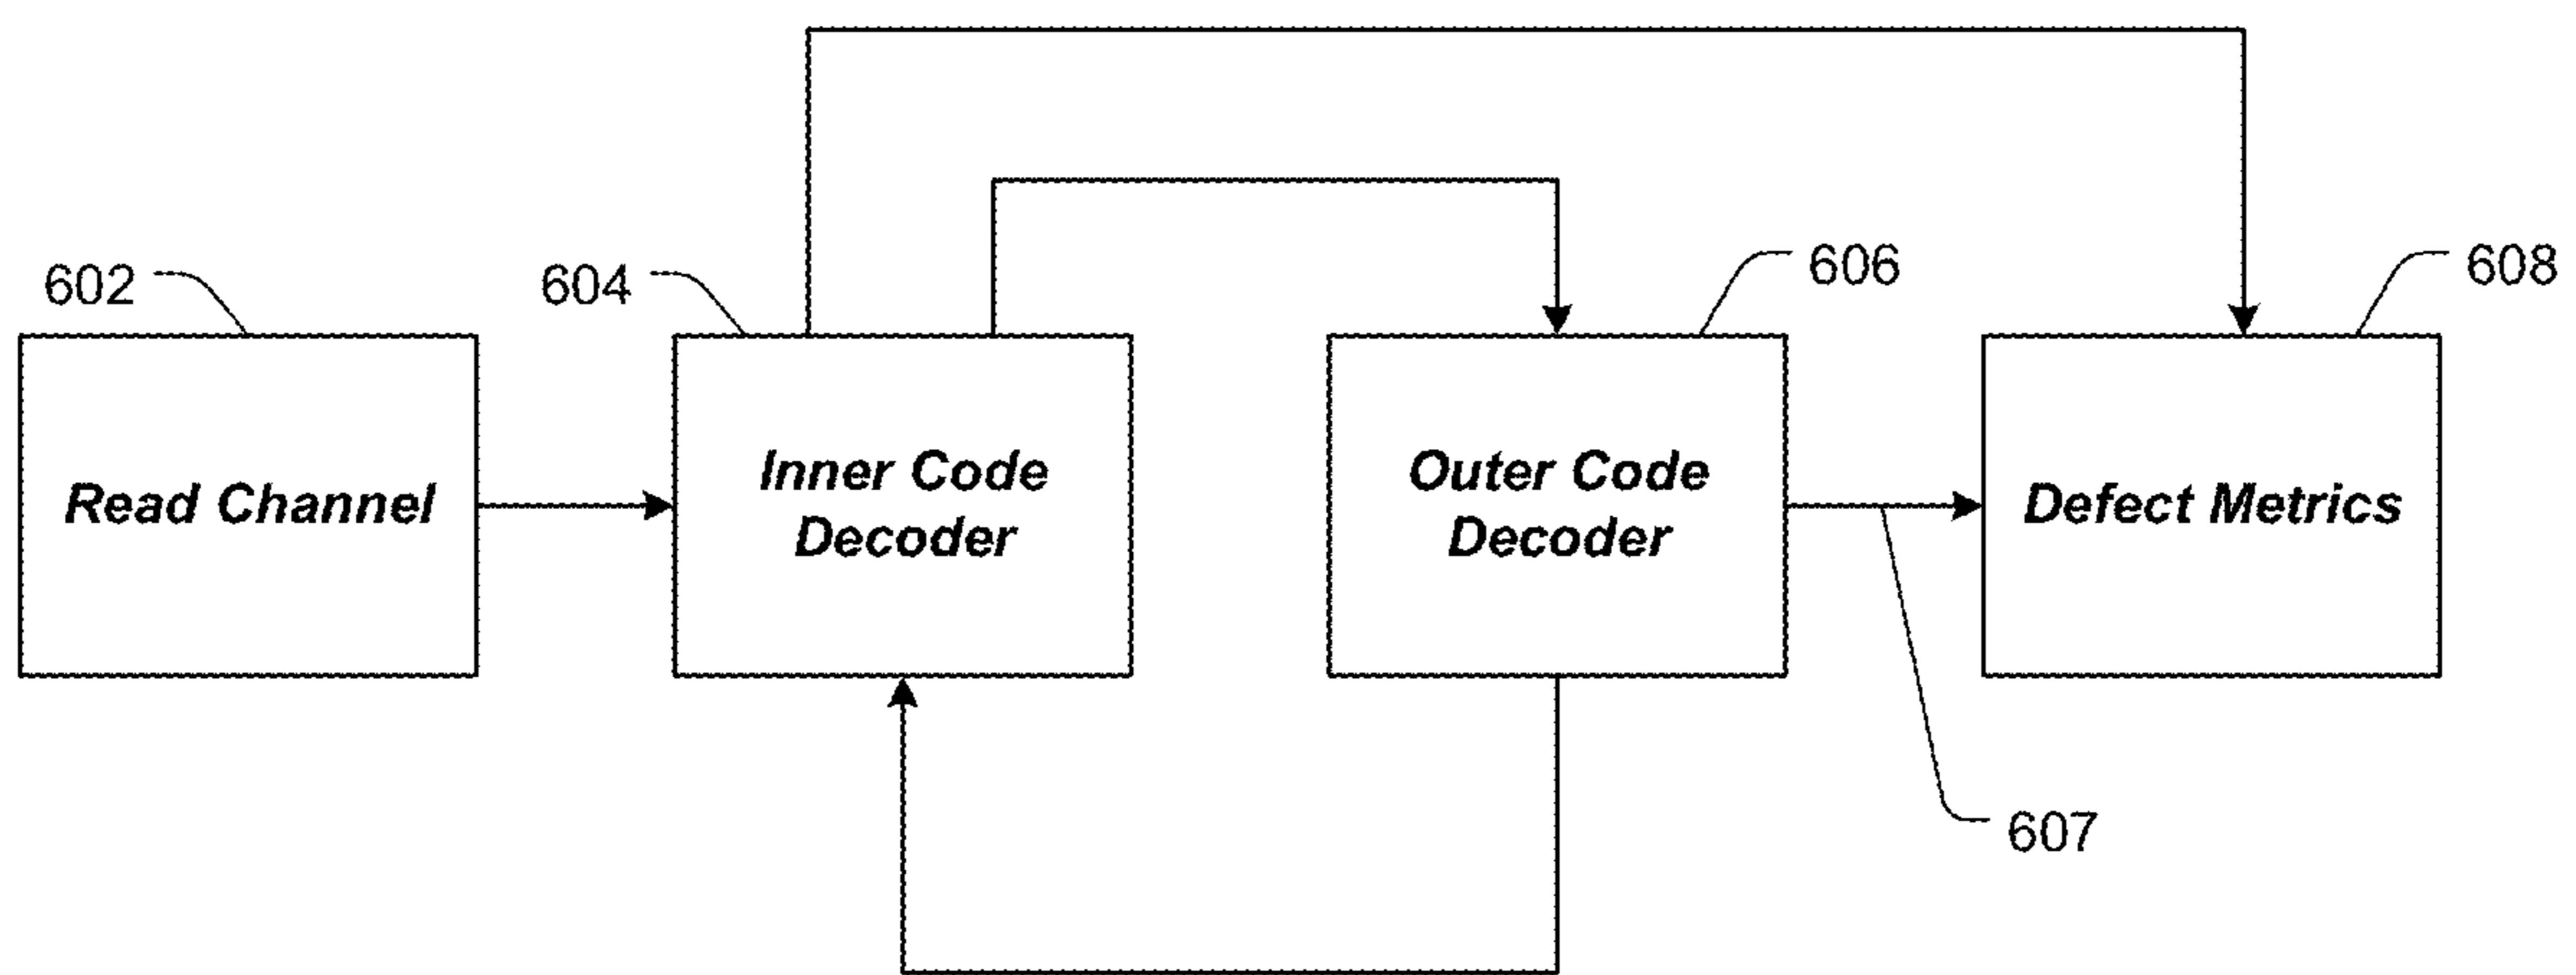 602
604
606
608
Read Channel
Inner Code
Decoder
Outer Code
Decoder
Defect Metrics
607